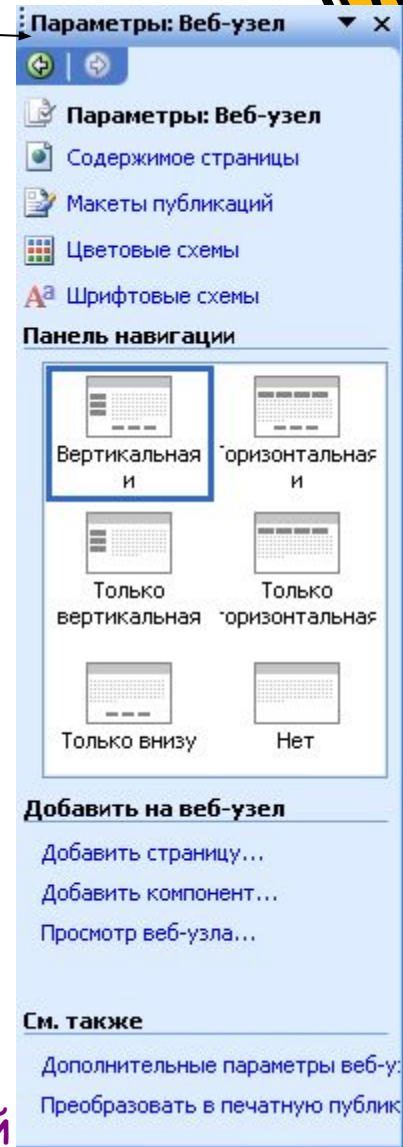 Параметры: Веб-узел
Параметры: Веб-узел
Содержимое страницы
Макеты публикаций
Цветовые схемы
Шрифтовые схемы
Панель навигации
Вертикальная и
оризонтальная и
Только вертикальная
Только оризонтальная
Только внизу
Нет
Добавить на веб-узел
Добавить страницу...
Добавить компонент...
Просмотр веб-узла...
См. также
Дополнительные параметры веб-у
Преобразовать в печатную публик
й